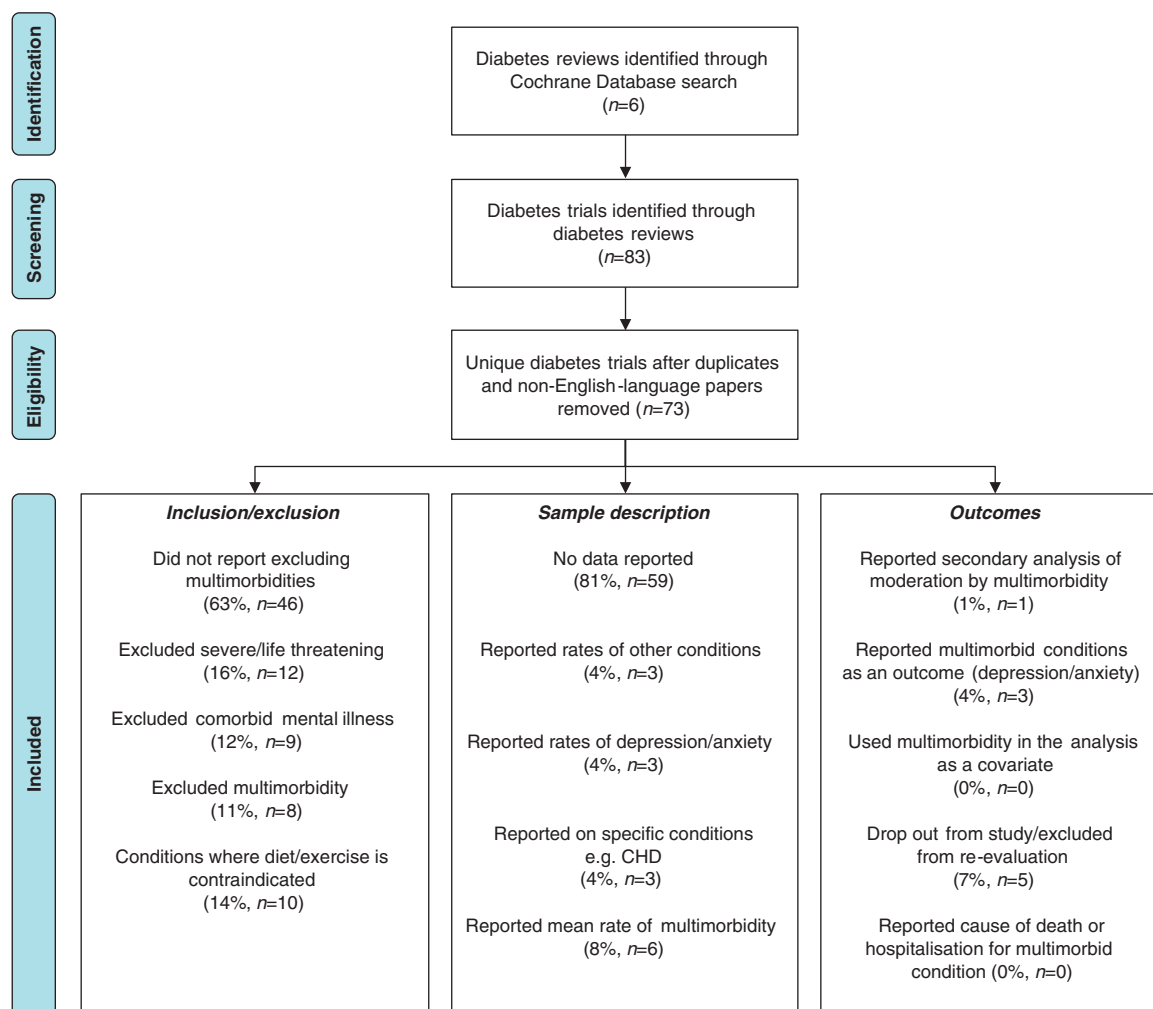 Identification
Diabetes reviews identified through
Cochrane Database search
(n=6)
Screening
Diabetes trials identified through
diabetes reviews
(n=83)
Eligibility
Unique diabetes trials after duplicates
and non-English-language papers
removed (n=73)
Included
Inclusion/exclusion
Did not report excluding
multimorbidities
(63%, n=46)
Excluded severe/life threatening
(16%, n=12)
Excluded comorbid mental illness
(12%, n=9)
Excluded multimorbidity
(11%, n=8)
Conditions where diet/exercise is
contraindicated
(14%, n=10)
Sample description
No data reported
(81%, n=59)
Reported rates of other conditions
(4%, n=3)
Reported rates of depression/anxiety
(4%, n=3)
Reported on specific conditions
e.g. CHD
(4%, n=3)
Reported mean rate of multimorbidity
(8%, n=6)
Outcomes
Reported secondary analysis of
moderation by multimorbidity
(1%, n=1)
Reported multimorbid conditions
as an outcome (depression/anxiety)
(4%, n=3)
Used multimorbidity in the analysis
as a covariate
(0%, n=0)
Drop out from study/excluded
from re-evaluation
(7%, n=5)
Reported cause of death or
hospitalisation for multimorbid
condition (0%, n=0)